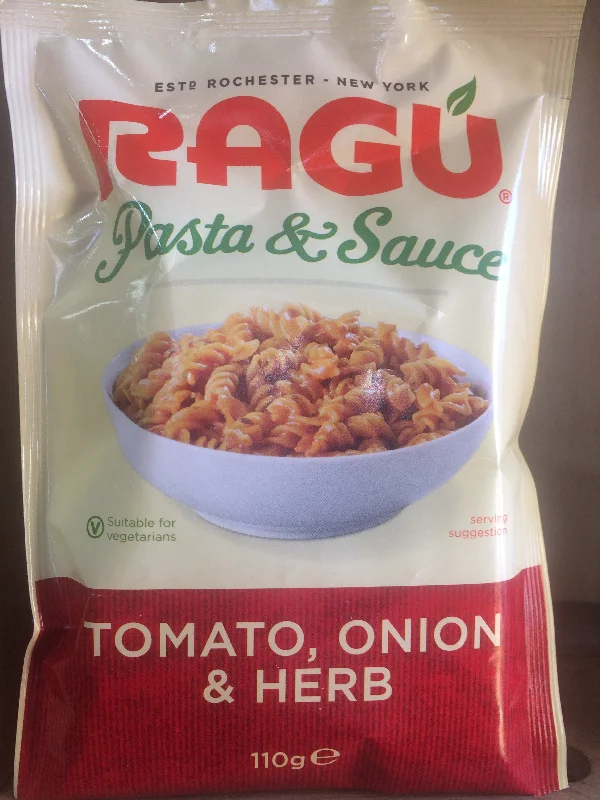 ESTD ROCHESTER - NEW YORK
RAGÚ®
Pasta & Sauce
V Suitable for
vegetarians
serving
suggestion
TOMATO, ONION
& HERB
110g ℮